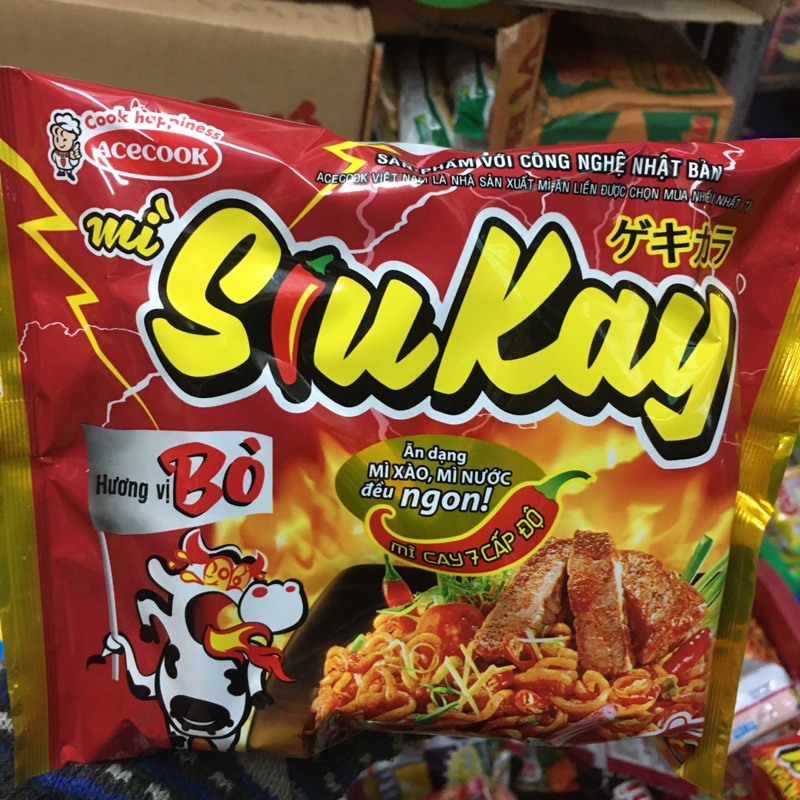 Cook happiness
ACECOOK
SẢN PHẨM VỚI CÔNG NGHỆ NHẬT BẢN
ACECOOK VIỆT NAM LÀ NHÀ SẢN XUẤT MÌ ĂN LIỀN ĐƯỢC CHỌN MUA NHIỀU NHẤT
mì
SiuKay
ゲキカラ
Hương vị Bò
Ăn dạng
MÌ XÀO, MÌ NƯỚC
đều ngon!
MÌ CAY 7 CẤP ĐỘ